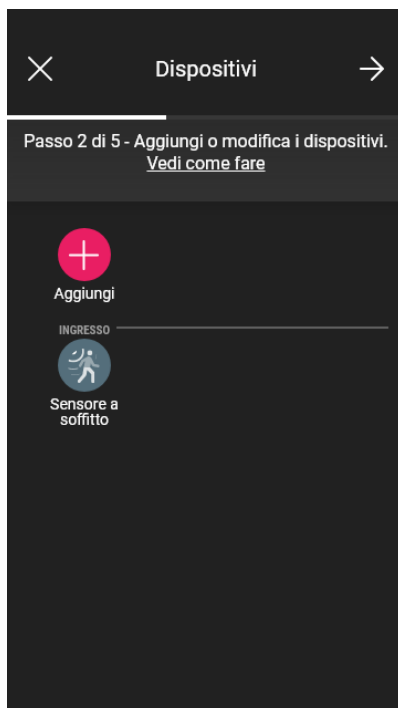 Dispositivi
Passo 2 di 5 - Aggiungi o modifica i dispositivi.
Vedi come fare
Aggiungi
INGRESSO
Sensore a
soffitto